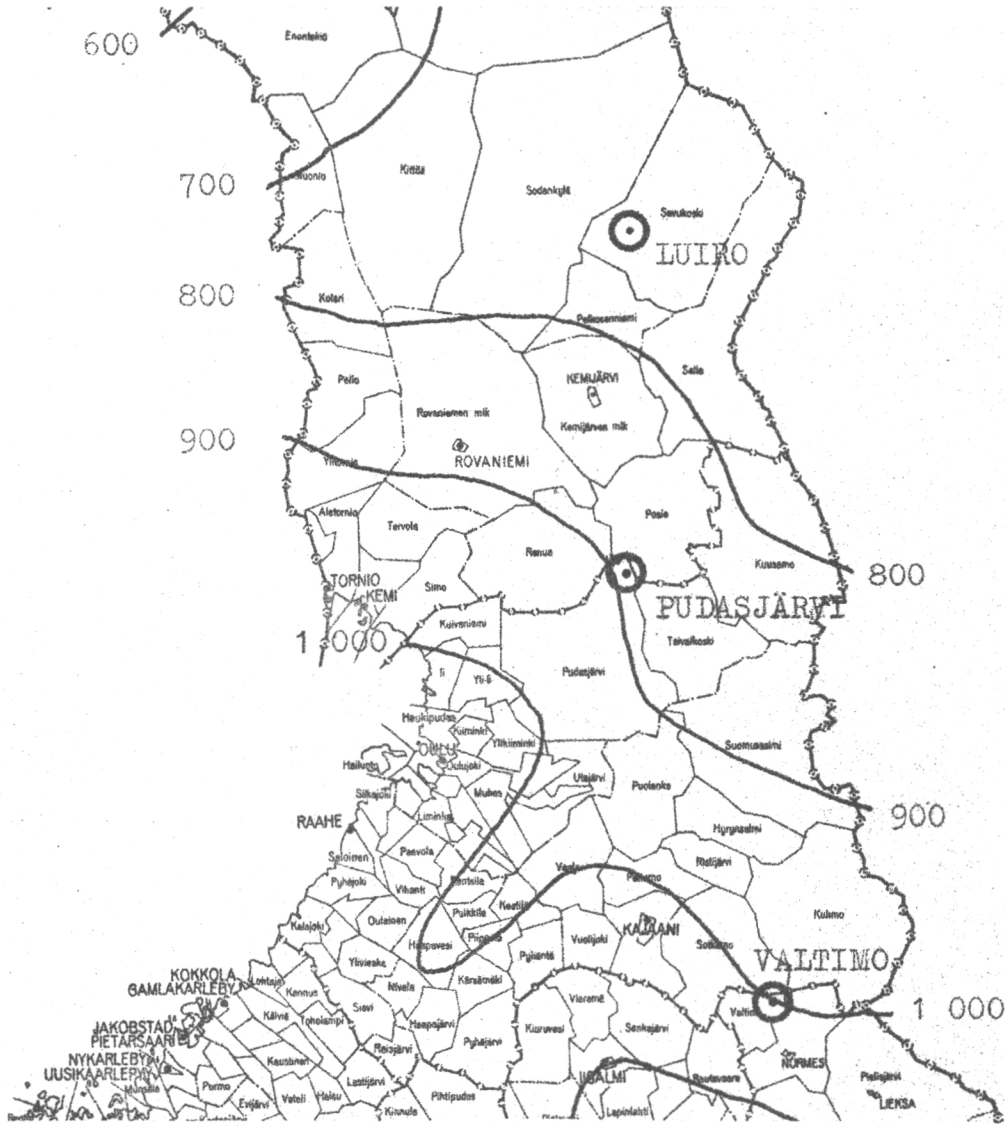 600
Enontekiö
700
Muonio
Kittilä
Sodankylä
Savukoski
LUIRO
800
Kolari
Pelkosenniemi
Pello
KEMIJÄRVI
Salla
Rovaniemen mlk
Kemijärven mlk
900
ROVANIEMI
Ylitornio
Alatornio
Tervola
Posio
Ranua
Kuusamo
800
TORNIO
KEMI
Simo
PUDASJÄRVI
Kuivaniemi
1 000
Taivalkoski
Ii
Yli-Ii
Pudasjärvi
Haukipudas
Kiiminki
Ylikiiminki
Suomussalmi
OULU
Hailuoto
Oulujoki
Utajärvi
Puolanka
Siikajoki
Muhos
900
Liminka
RAAHE
Hyrynsalmi
Paavola
Saloinen
Ristijärvi
Vaala
Paltamo
Pyhäjoki
Vihanti
Rantsila
Kestilä
Kuhmo
Kalajoki
Oulainen
Pulkkila
KAJAANI
Piippola
Vuolijoki
Sotkamo
Haapavesi
Pyhäntä
VALTIMO
Ylivieska
Kärsämäki
KOKKOLA
GAMLAKARLEBY
Lohtaja
Kannus
Nivala
Sievi
Vieremä
Valtimo
1 000
Kälviä
Toholampi
Haapajärvi
Kiuruvesi
Sonkajärvi
JAKOBSTAD
PIETARSAARI
Reisjärvi
Pyhäjärvi
NYKARLEBY
UUSIKAARLEPYY
Kaustinen
Lestijärvi
IISALMI
Rautavaara
NURMES
Pielisjärvi
Munsala
Purmo
Evijärvi
Veteli
Halsu
Pihtipudas
LIEKSA
Kinnula
Lapinlahti